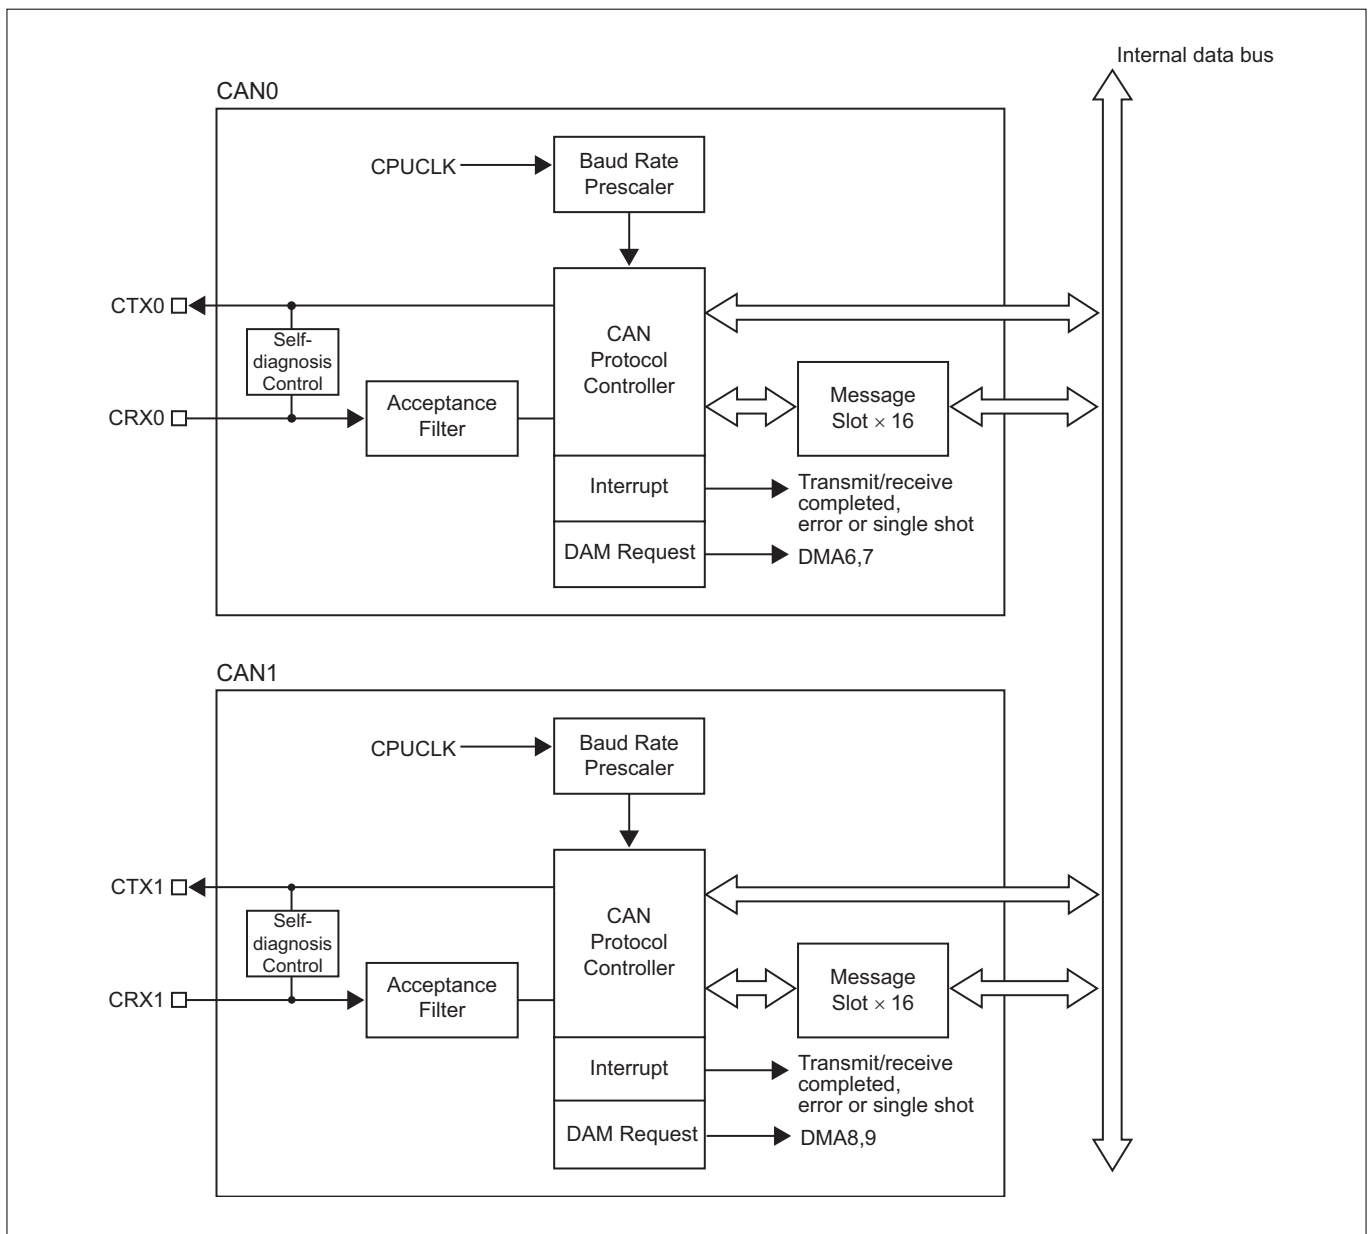 Internal data bus
CAN0
CPUCLK
Baud Rate
Prescaler
CTX0
Self-
diagnosis
Control
CRX0
Acceptance
Filter
CAN
Protocol
Controller
Message
Slot × 16
Interrupt
Transmit/receive
completed,
error or single shot
DAM Request
DMA6,7
CAN1
CPUCLK
Baud Rate
Prescaler
CTX1
Self-
diagnosis
Control
CRX1
Acceptance
Filter
CAN
Protocol
Controller
Message
Slot × 16
Interrupt
Transmit/receive
completed,
error or single shot
DAM Request
DMA8,9